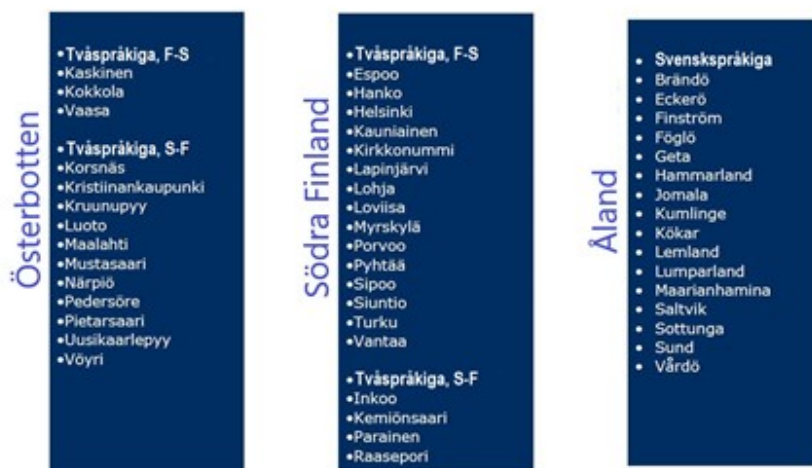 Österbotten
•Tvåspråkiga, F-S
•Kaskinen
•Kokkola
•Vaasa
•Tvåspråkiga, S-F
•Korsnäs
•Kristiinankaupunki
•Kruunupyy
•Luoto
•Maalahti
•Mustasaari
•Närpiö
•Pedersöre
•Pietarsaari
•Uusikaarlepyy
•Vöyri
Södra Finland
•Tvåspråkiga, F-S
•Espoo
•Hanko
•Helsinki
•Kauniainen
•Kirkkonummi
•Lapinjärvi
•Lohja
•Loviisa
•Myrskylä
•Porvoo
•Pyhtää
•Sipoo
•Siuntio
•Turku
•Vantaa
•Tvåspråkiga, S-F
•Inkoo
•Kemiönsaari
•Parainen
•Raasepori
Åland
• Svenskspråkiga
• Brändö
• Eckerö
• Finström
• Föglö
• Geta
• Hammarland
• Jomala
• Kumlinge
• Kökar
• Lemland
• Lumparland
• Maarianhamina
• Saltvik
• Sottunga
• Sund
• Vårdö